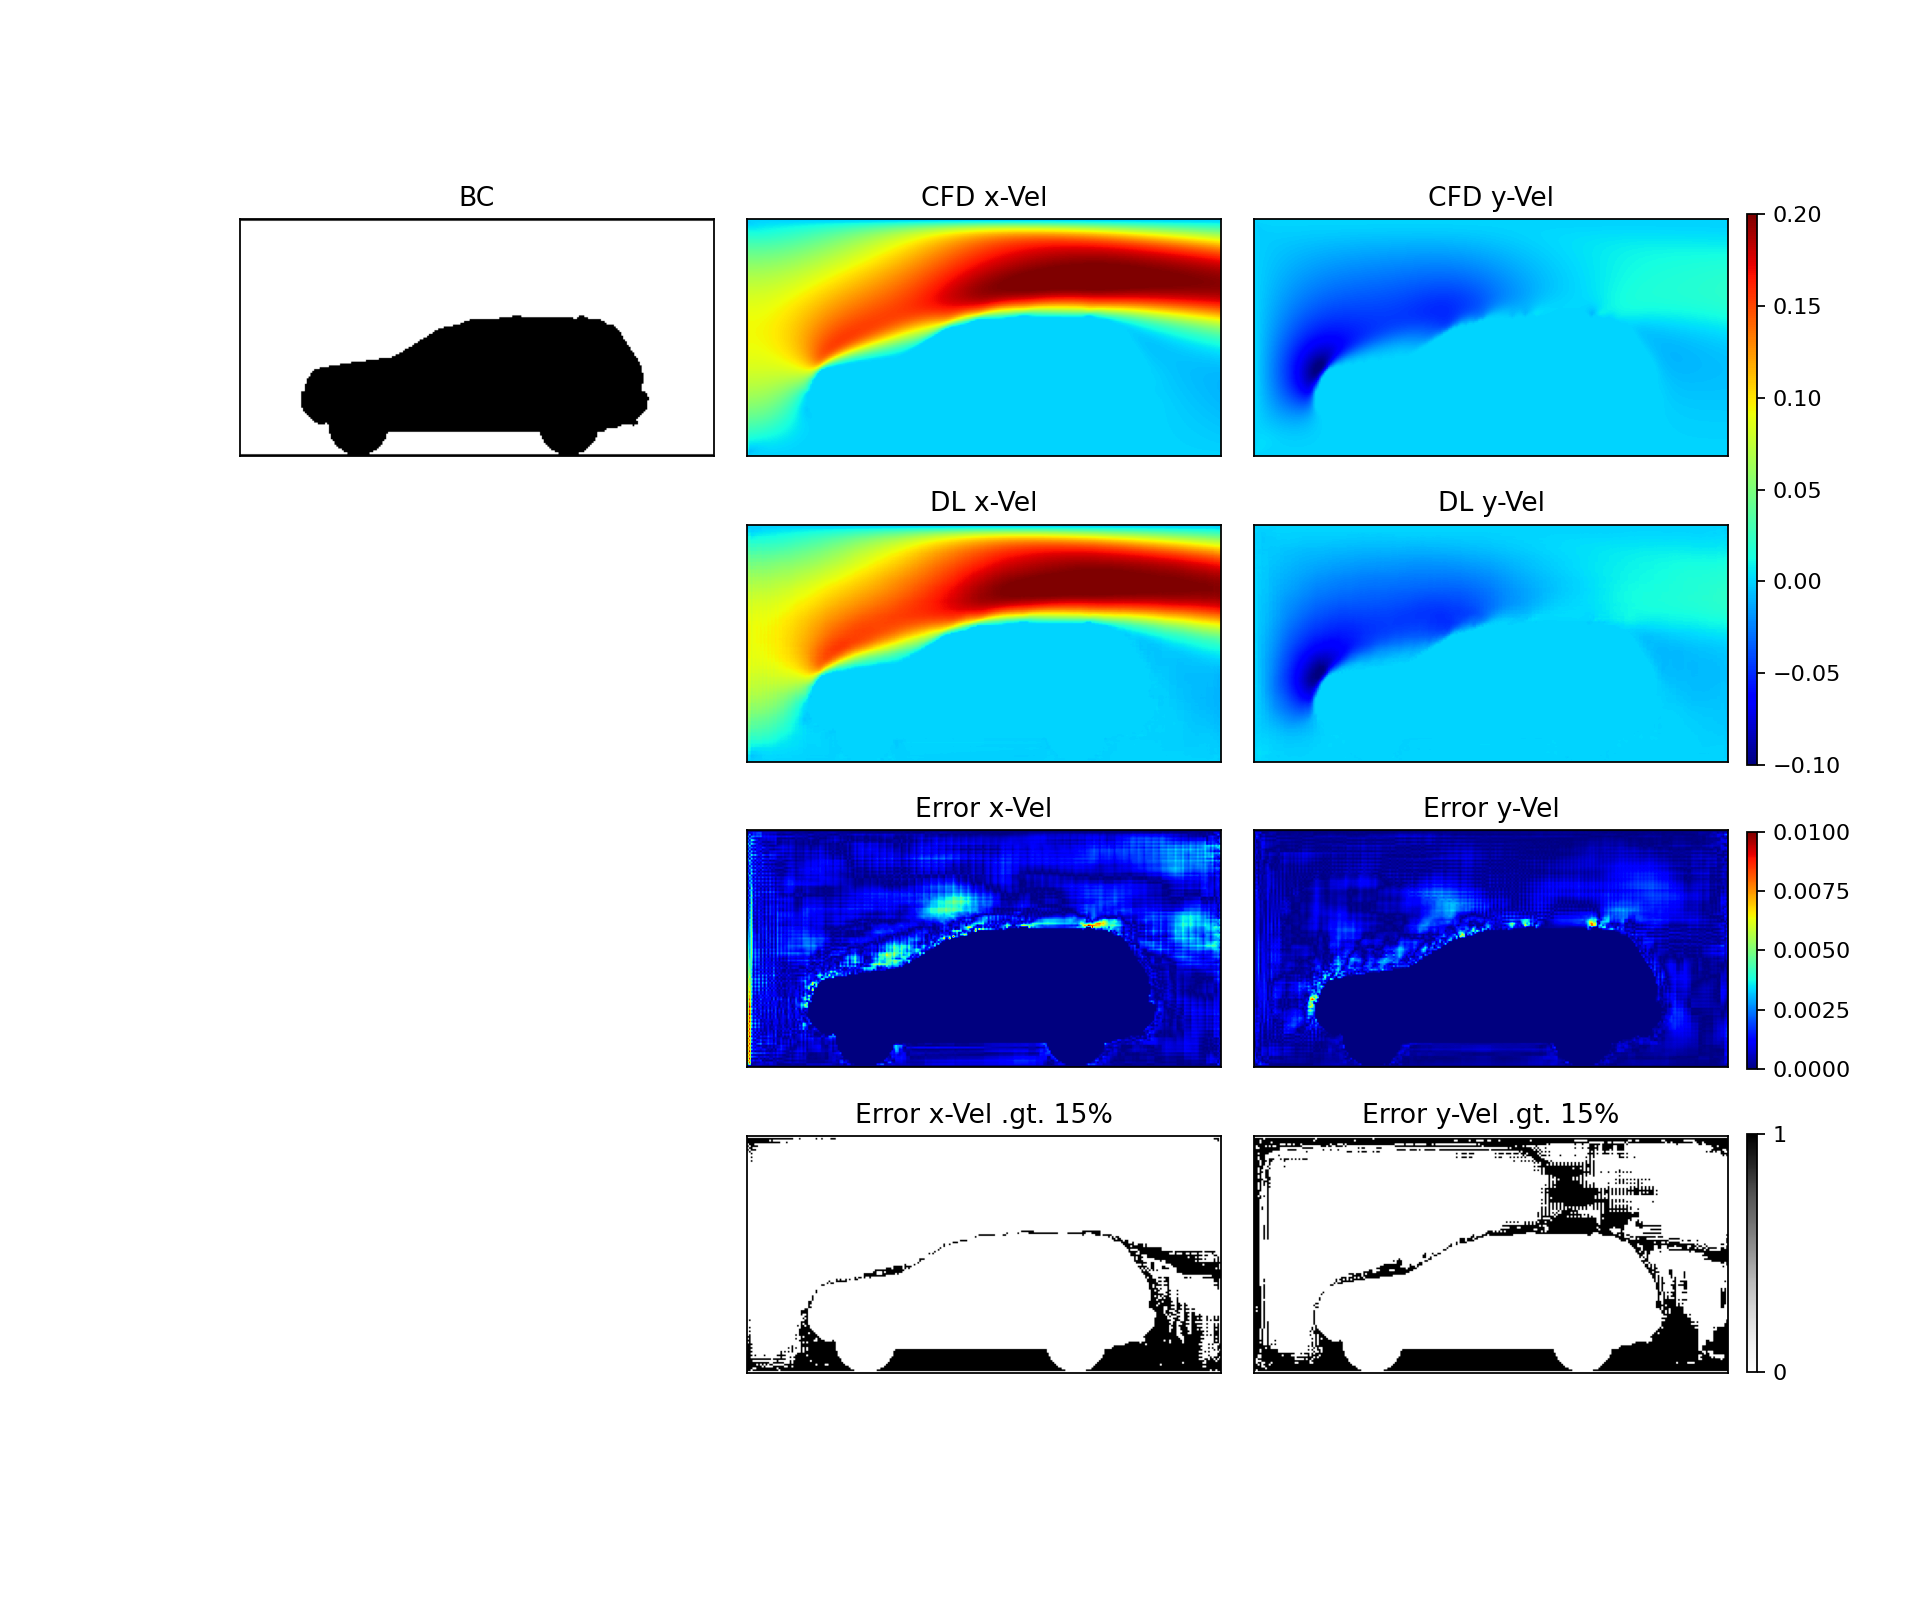 BC
CFD x-Vel
CFD y-Vel
0.20
0.15
0.10
0.05
0.00
−0.05
−0.10
DL x-Vel
DL y-Vel
Error x-Vel
Error y-Vel
0.0100
0.0075
0.0050
0.0025
0.0000
Error x-Vel .gt. 15%
Error y-Vel .gt. 15%
1
0